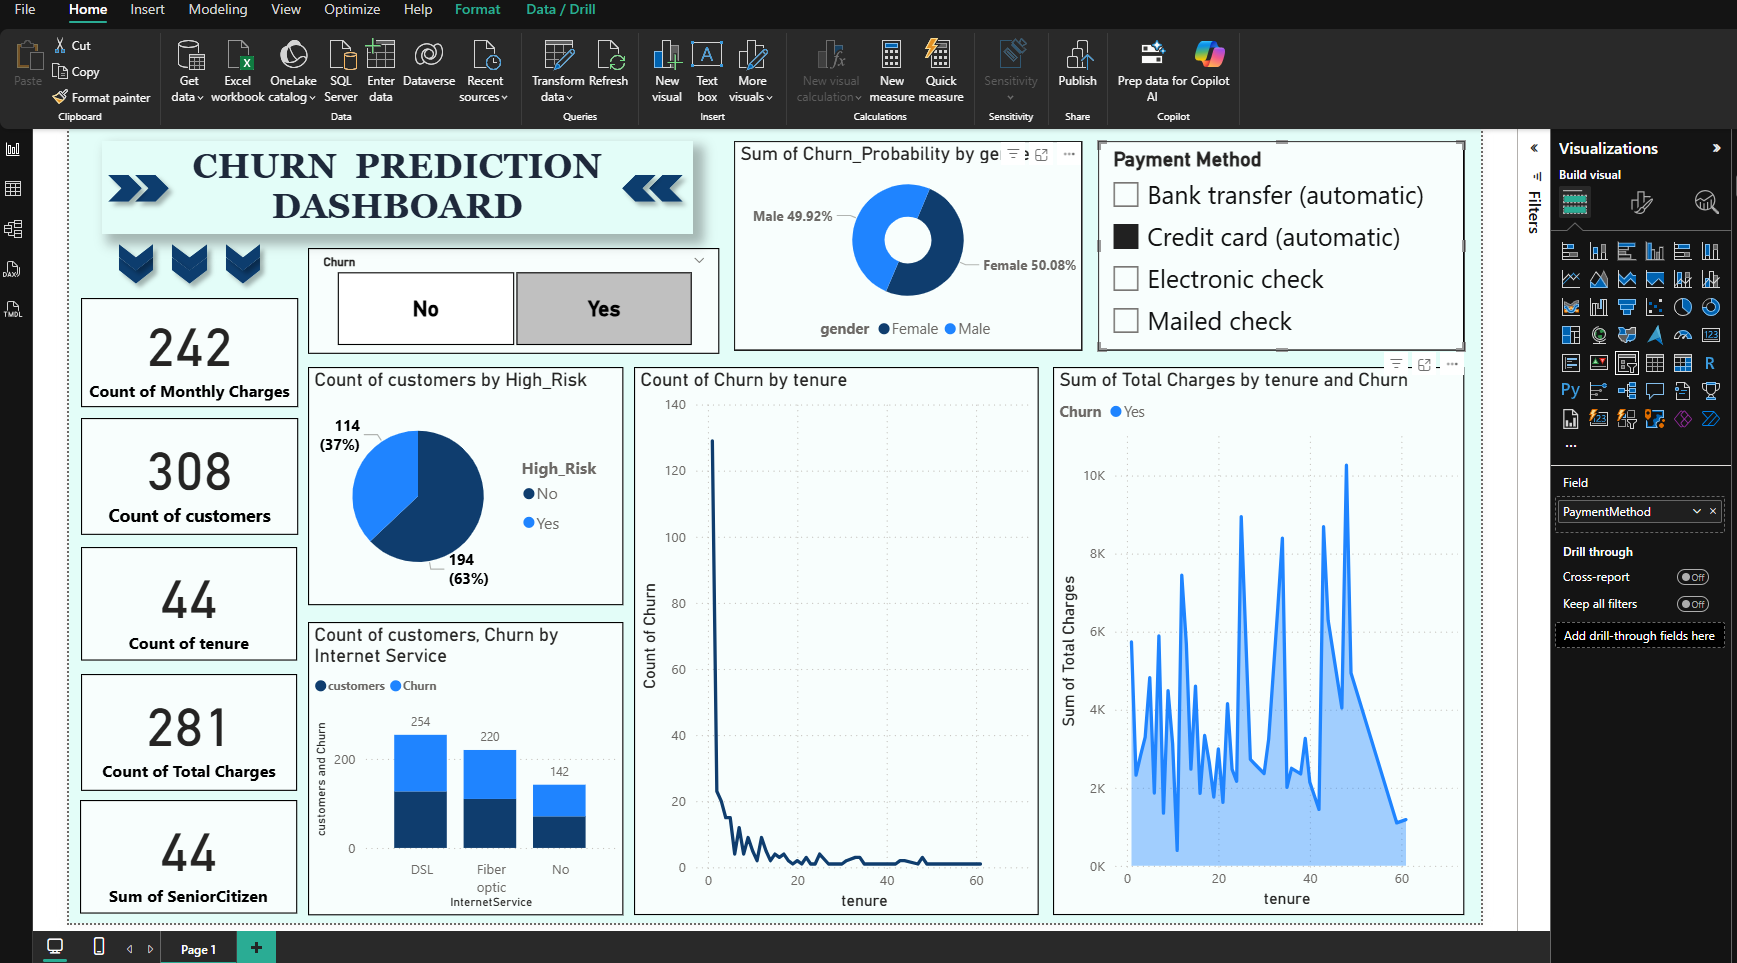 File Home Insert Modeling View Optimize Help Format Data / Drill
Paste
Cut
Copy
Format painter
Clipboard
Get data
Excel workbook
OneLake catalog
SQL Server
Enter data
Dataverse
Recent sources
Data
Transform data
Refresh
Queries
New visual
Text box
More visuals
Insert
New visual calculation
New measure
Quick measure
Calculations
Sensitivity
Sensitivity
Publish
Share
Prep data for AI
Copilot
Copilot
CHURN PREDICTION
DASHBOARD
Churn
No
Yes
242
Count of Monthly Charges
308
Count of customers
44
Count of tenure
281
Count of Total Charges
44
Sum of SeniorCitizen
Sum of Churn_Probability by ge
Male 49.92%
Female 50.08%
gender Female Male
Payment Method
Bank transfer (automatic)
Credit card (automatic)
Electronic check
Mailed check
Count of customers by High_Risk
114
(37%)
194
(63%)
High_Risk
No
Yes
Count of customers, Churn by
Internet Service
customers Churn
customers and Churn
200
0
254
220
142
DSL
Fiber
optic
No
InternetService
Count of Churn by tenure
Count of Churn
140
120
100
80
60
40
20
0
0 20 40 60
tenure
Sum of Total Charges by tenure and Churn
Churn Yes
Sum of Total Charges
10K
8K
6K
4K
2K
0K
0 20 40 60
tenure
Filters
Visualizations
Build visual
123
R
Py
123
Field
PaymentMethod
Drill through
Cross-report
Off
Keep all filters
Off
Add drill-through fields here
DAX
TMDL
Page 1